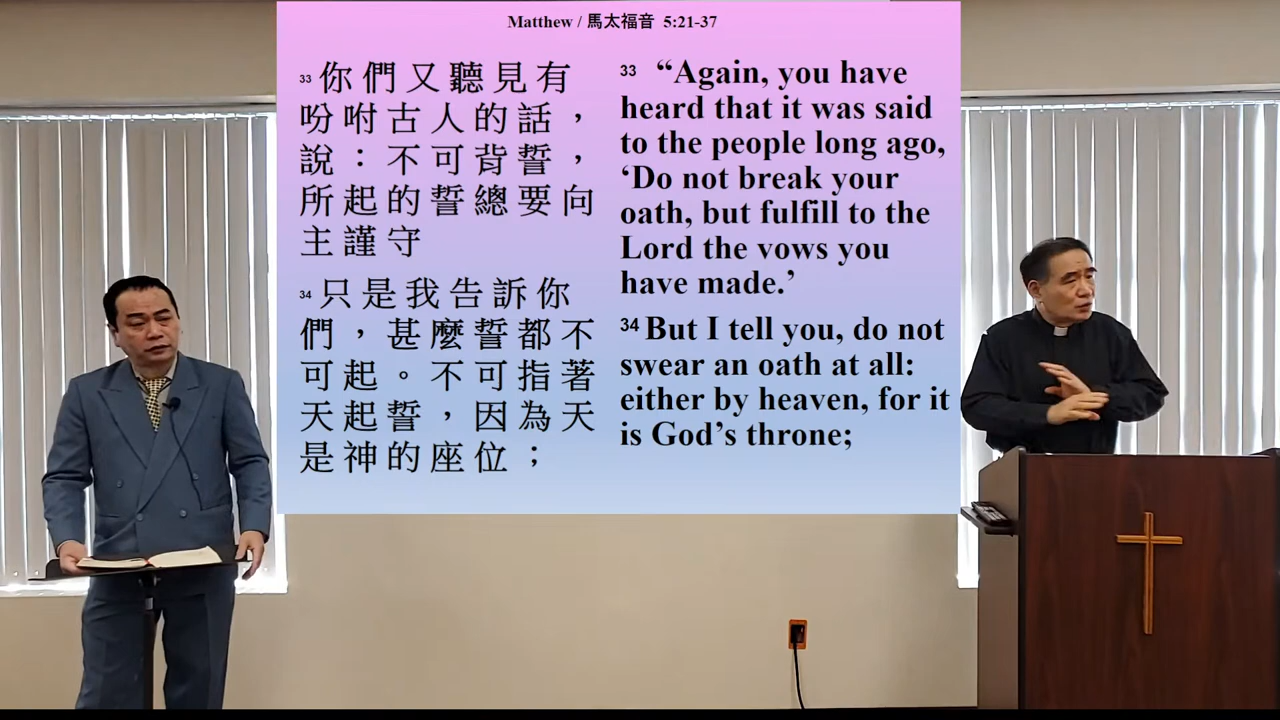 Matthew / 馬太福音 5:21-37
33 你們又聽見有
吩咐古人的話，
說：不可背誓，
所起的誓總要向
主謹守
34 只是我告訴你
們，甚麼誓都不
可起。不可指著
天起誓，因為天
是神的座位；
33 “Again, you have
heard that it was said
to the people long ago,
‘Do not break your
oath, but fulfill to the
Lord the vows you
have made.’
34 But I tell you, do not
swear an oath at all:
either by heaven, for it
is God’s throne;